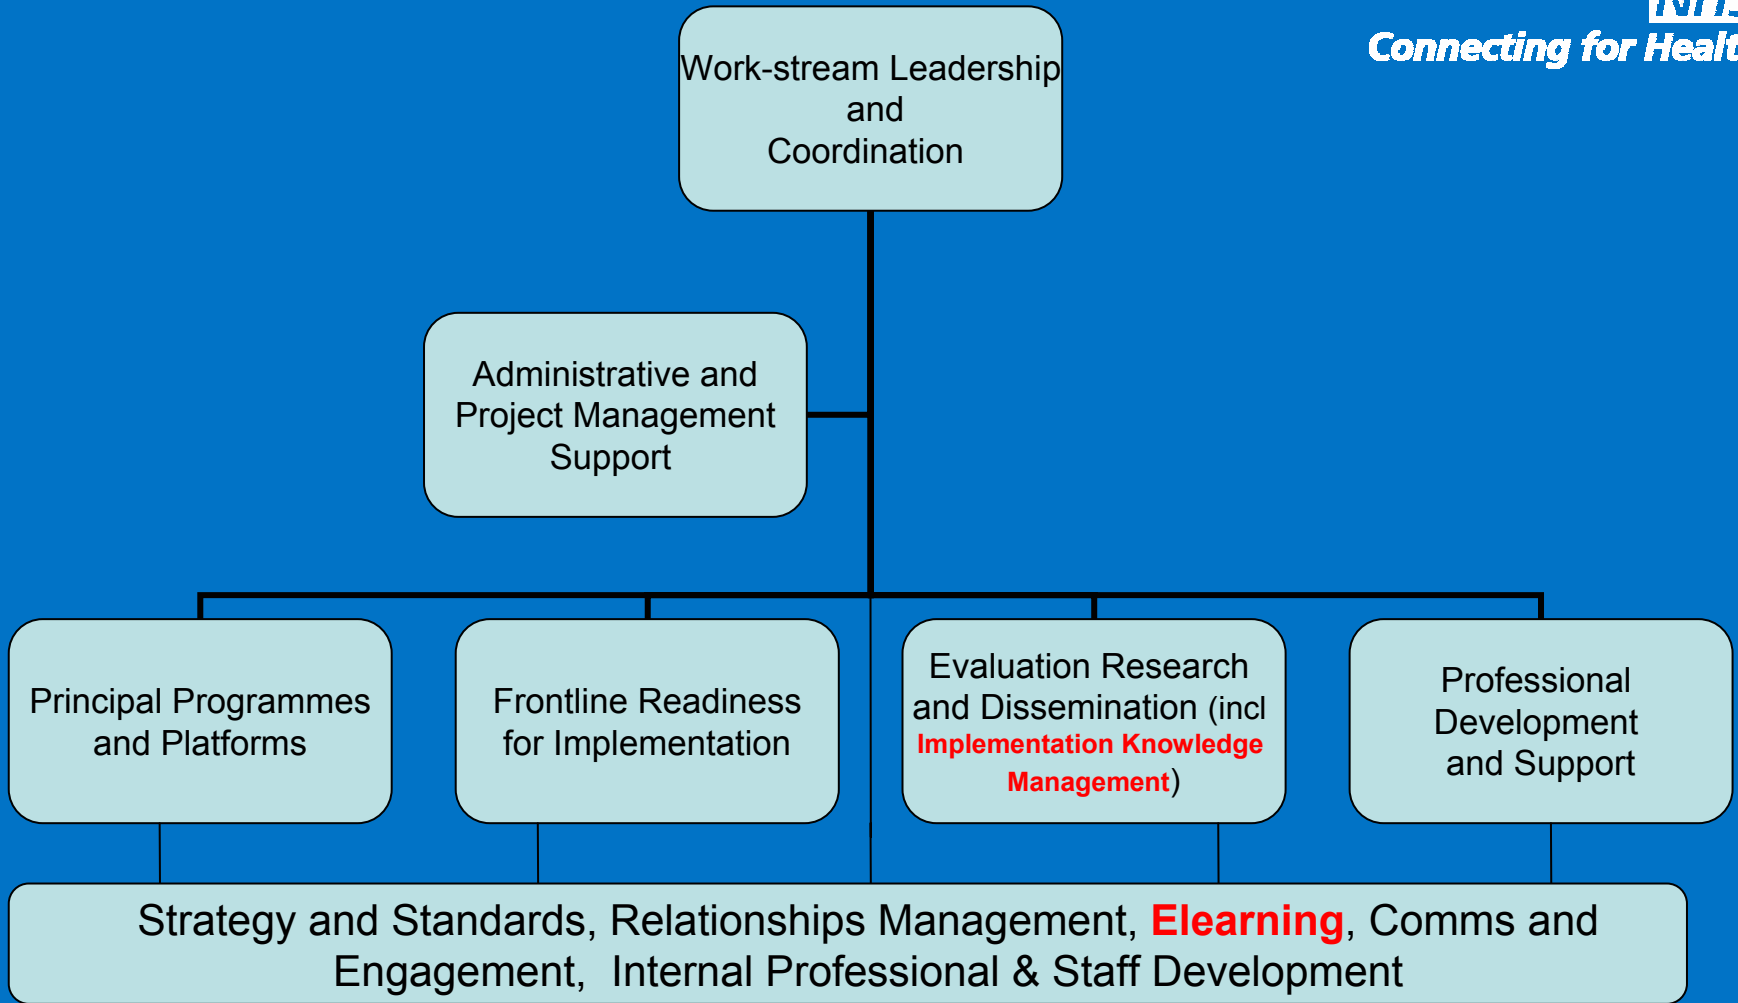 NHS
Connecting for Healt
Work-stream Leadership
and
Coordination
Administrative and
Project Management
Support
Principal Programmes
and Platforms
Frontline Readiness
for Implementation
Evaluation Research
and Dissemination (incl
Implementation Knowledge
Management)
Professional
Development
and Support
Strategy and Standards, Relationships Management, Elearning, Comms and
Engagement, Internal Professional & Staff Development